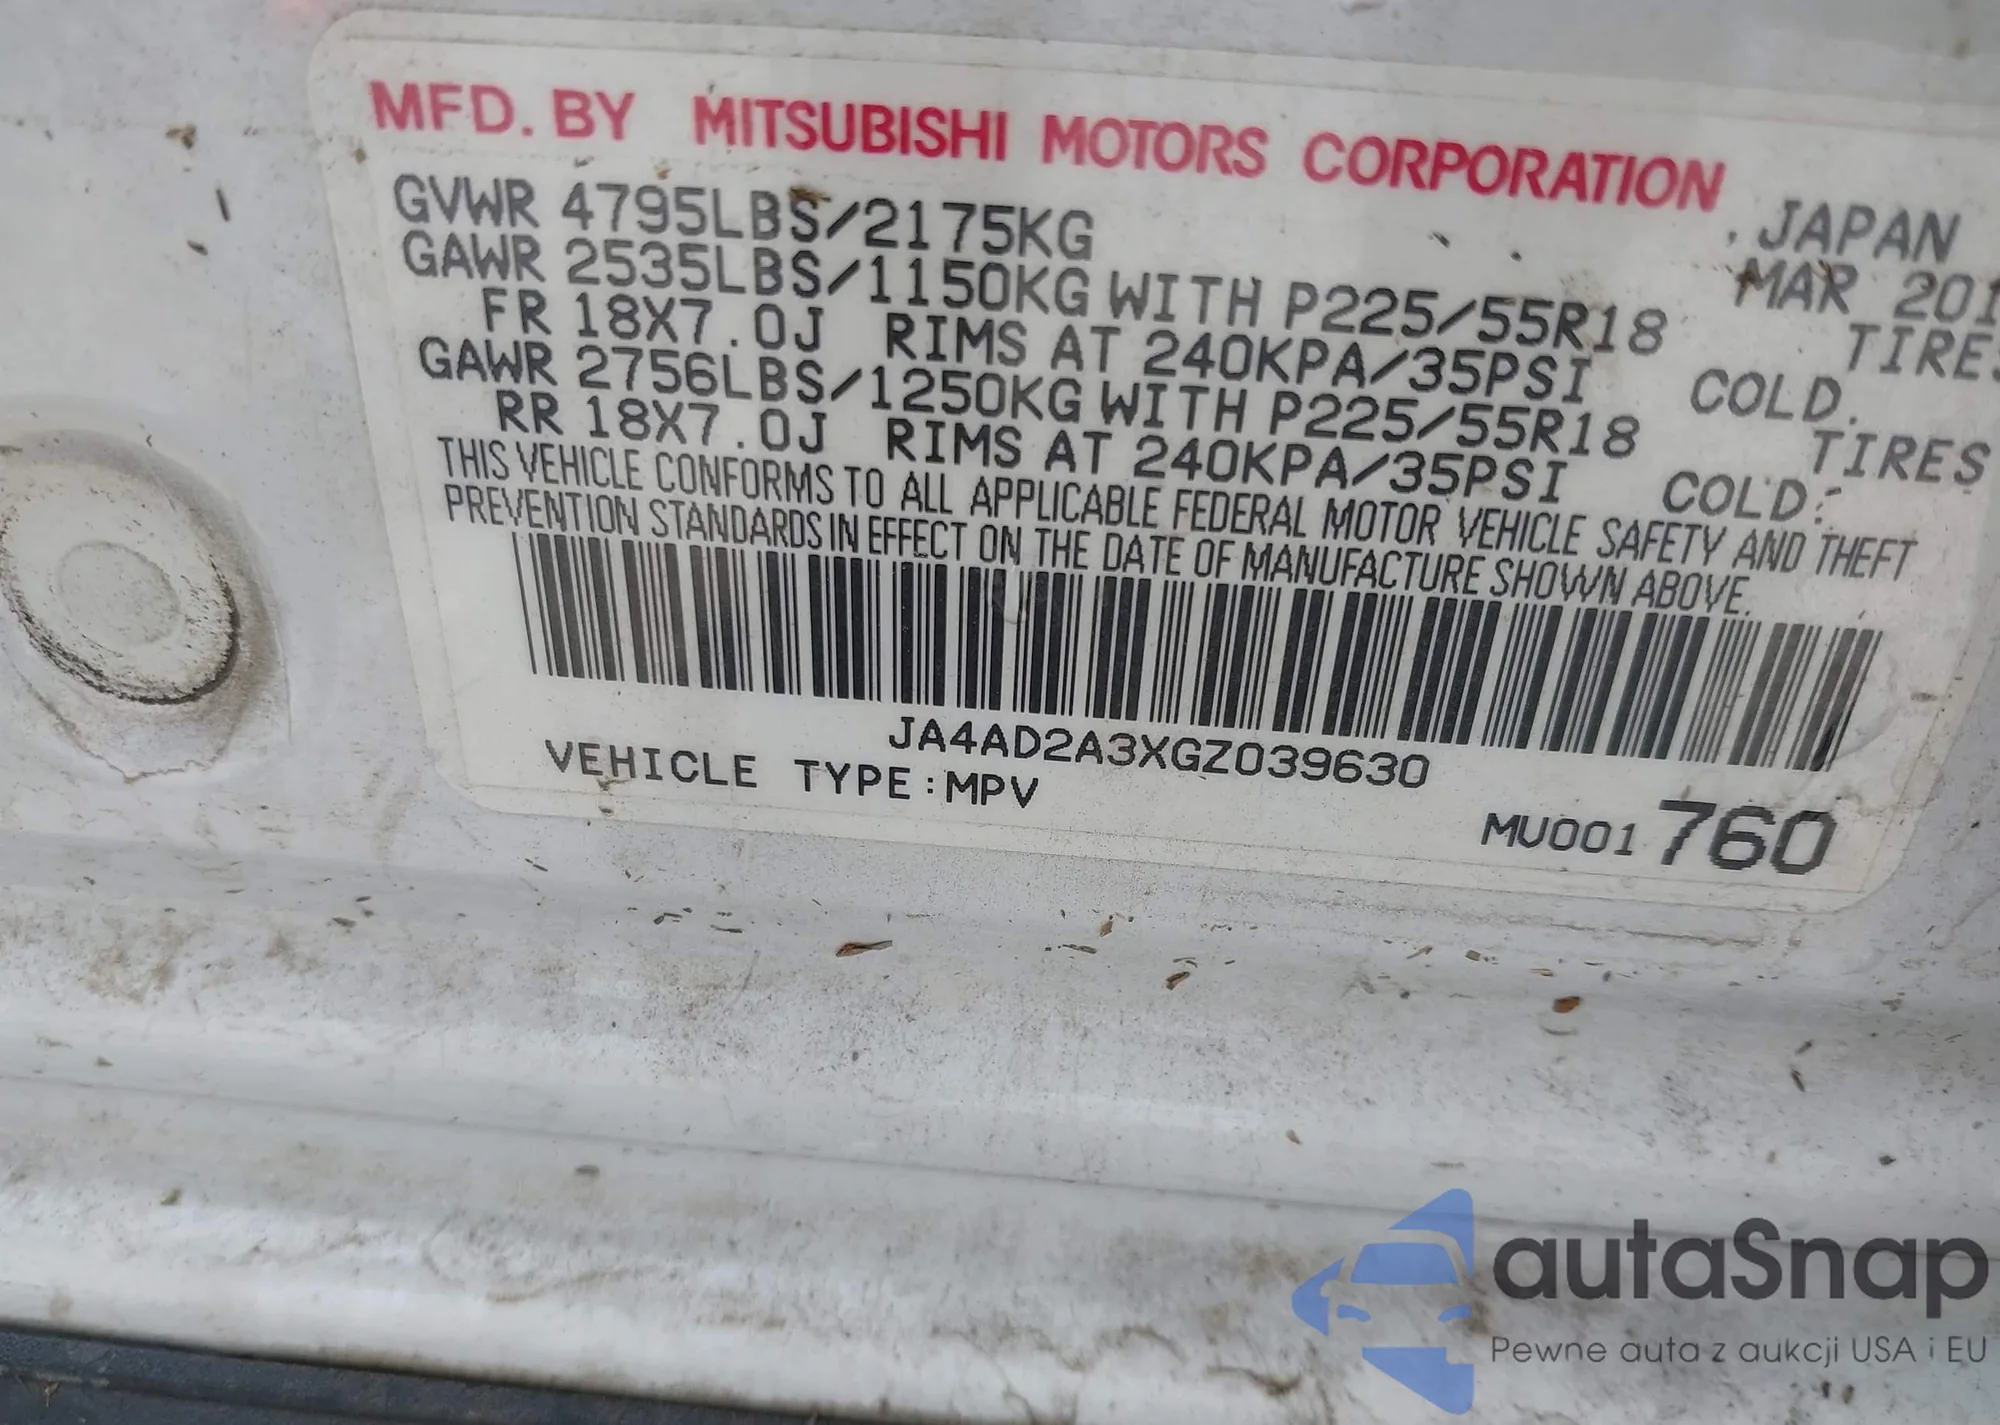 MFD. BY MITSUBISHI MOTORS CORPORATION
JAPAN
GVWR 4795LBS/2175KG MAR 201
GAWR 2535LBS/1150KG WITH P225/55R18 TIRES
FR 18X7.0J RIMS AT 240KPA/35PSI COLD.
GAWR 2756LBS/1250KG WITH P225/55R18 TIRES
RR 18X7.0J RIMS AT 240KPA/35PSI COLD.
THIS VEHICLE CONFORMS TO ALL APPLICABLE FEDERAL MOTOR VEHICLE SAFETY AND THEFT
PREVENTION STANDARDS IN EFFECT ON THE DATE OF MANUFACTURE SHOWN ABOVE.
JA4AD2A3XGZ039630
VEHICLE TYPE:MPV
MU001 760
autaSnap
Pewne auta z aukcji USA i EU